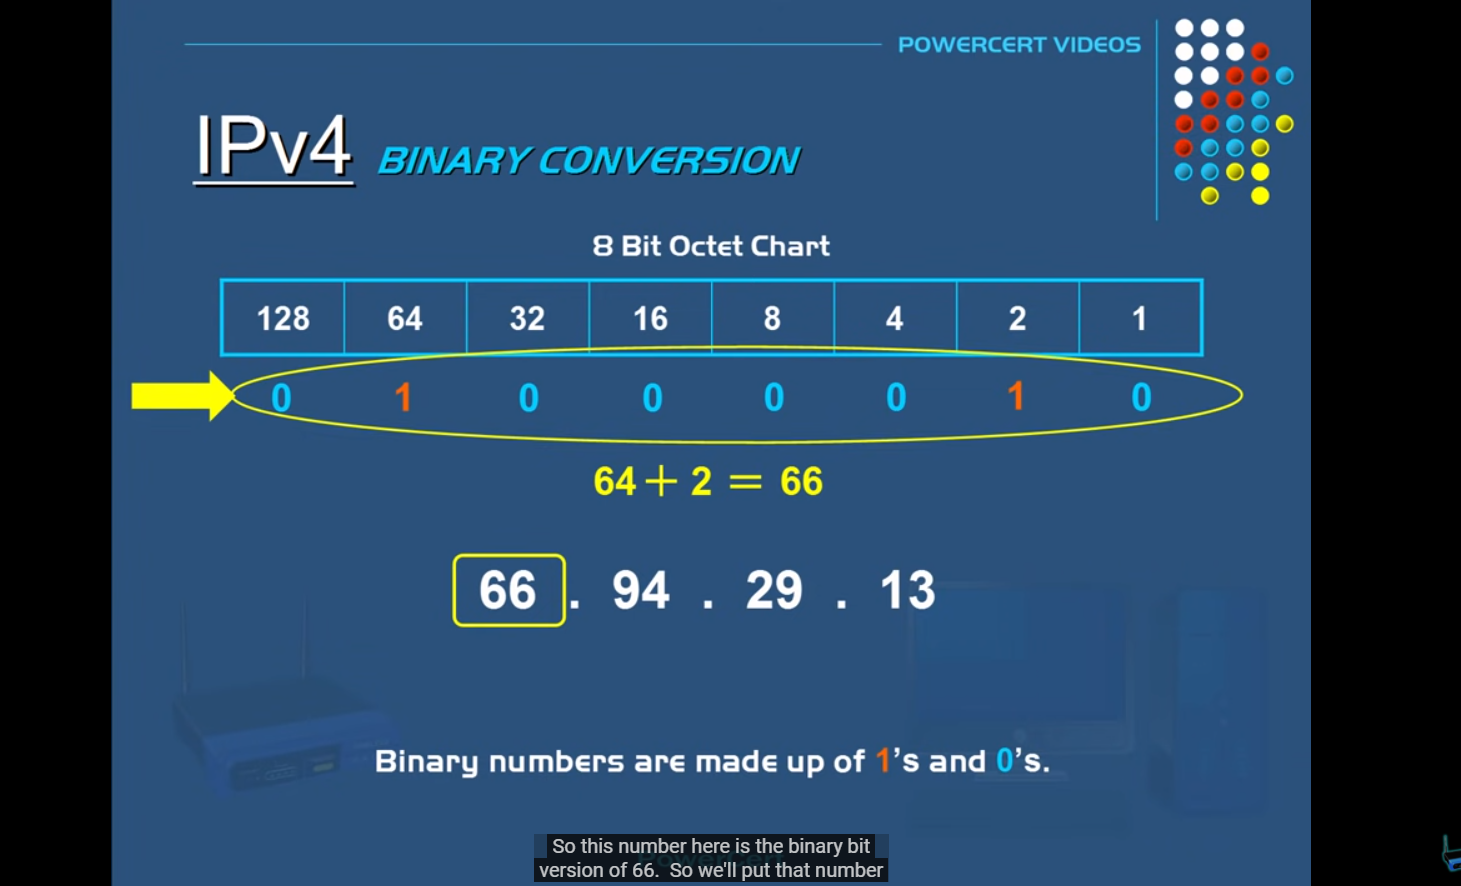 POWERCERT VIDEOS
IPv4 BINARY CONVERSION
8 Bit Octet Chart
128 64 32 16 8 4 2 1
0 1 0 0 0 0 1 0
64 + 2 = 66
66 . 94 . 29 . 13
Binary numbers are made up of 1's and 0's.
So this number here is the binary bit
version of 66. So we'll put that number